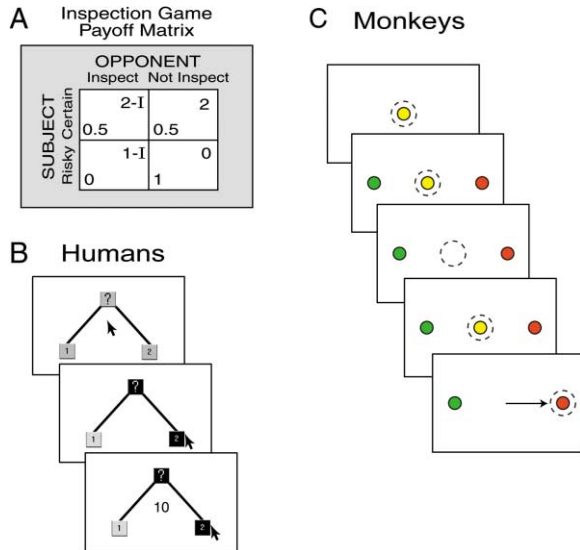 A
Inspection Game
Payoff Matrix
OPPONENT
Inspect Not Inspect
SUBJECT
Risky Certain
2-I 2
0.5 0.5
1-I 0
0 1
B Humans
?
1 2
?
1 2
?
10
1 2
C Monkeys